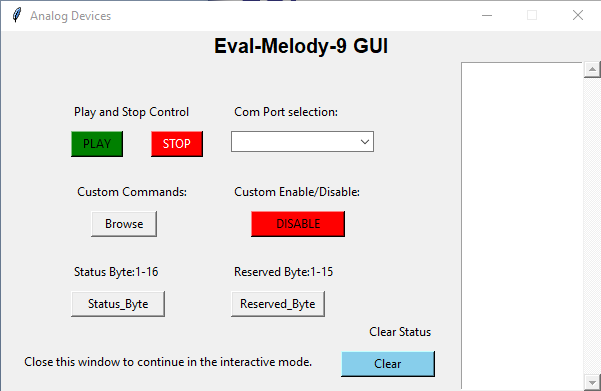 Analog Devices
Eval-Melody-9 GUI
Play and Stop Control
Com Port selection:
PLAY
STOP
Custom Commands:
Custom Enable/Disable:
Browse
DISABLE
Status Byte:1-16
Reserved Byte:1-15
Status_Byte
Reserved_Byte
Clear Status
Close this window to continue in the interactive mode.
Clear